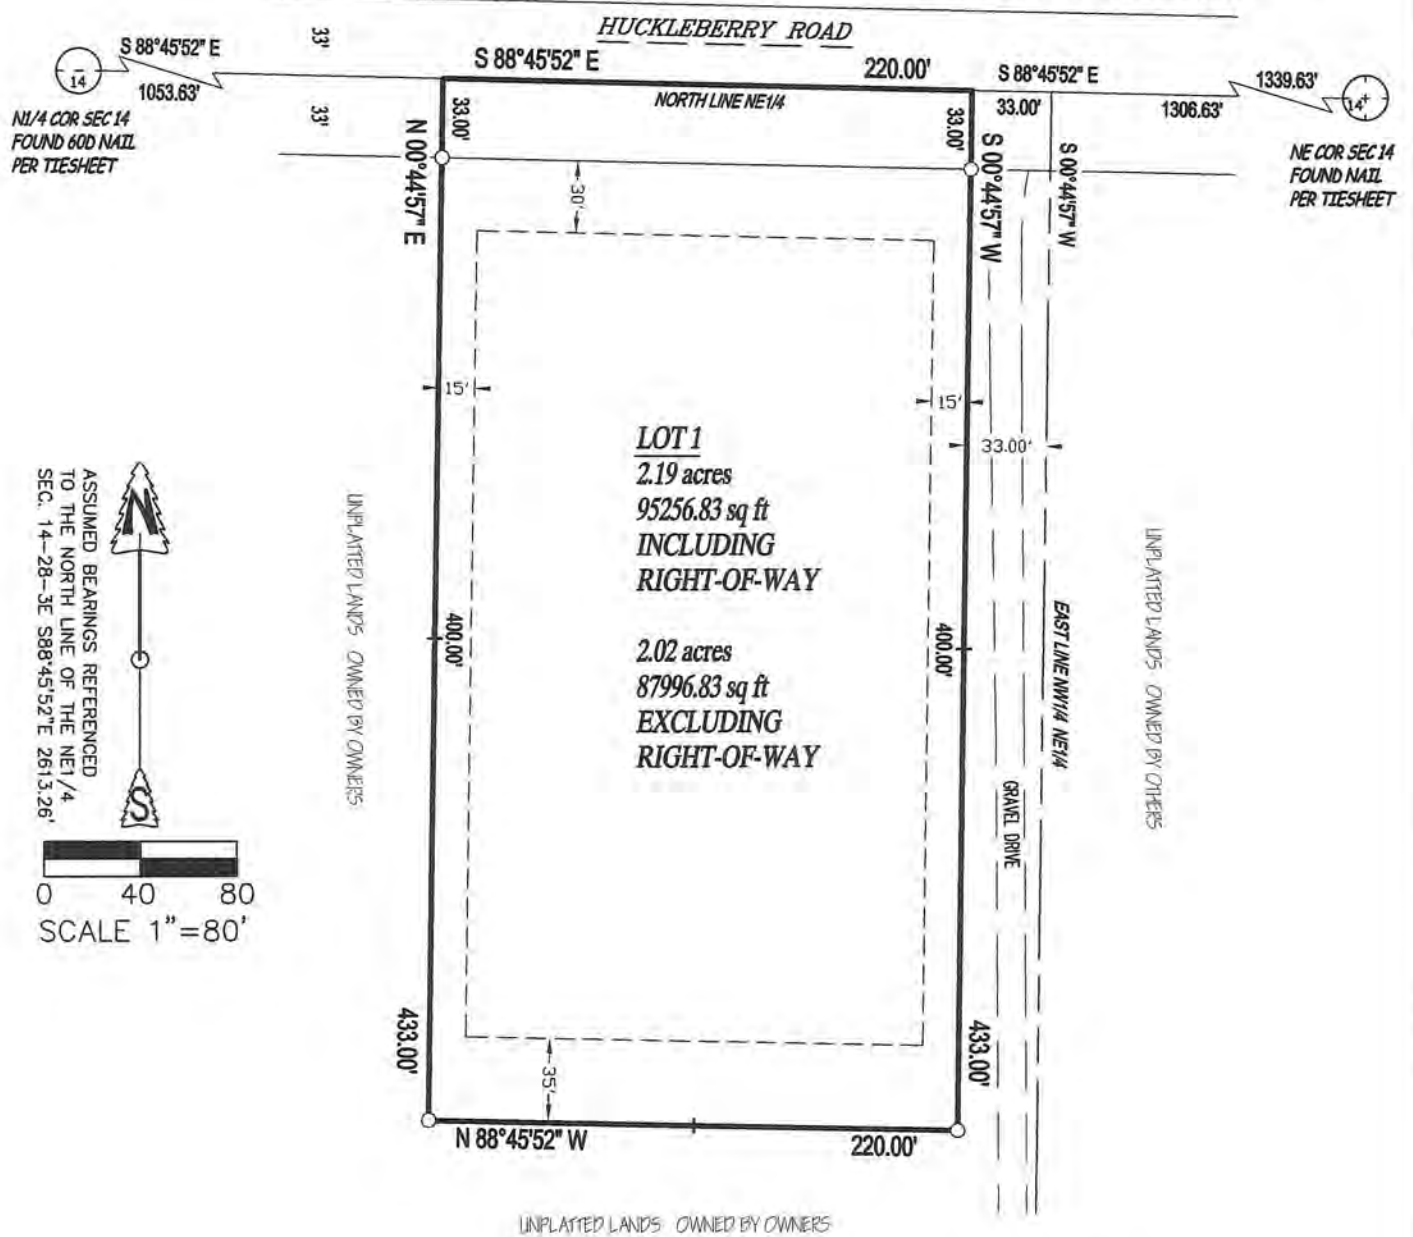 HUCKLEBERRY ROAD
S 88°45'52" E
1053.63'
14
N1/4 COR SEC 14
FOUND 60D NAIL
PER TIESHEET
33'
33'
S 88°45'52" E
220.00'
NORTH LINE NE1/4
S 88°45'52" E
33.00'
1306.63'
1339.63'
14
NE COR SEC 14
FOUND NAIL
PER TIESHEET
33.00'
N 00°44'57" E
33.00'
S 00°44'57" W
S 00°44'57" W
30'
15'
15'
33.00'
LOT 1
2.19 acres
95256.83 sq ft
INCLUDING
RIGHT-OF-WAY
2.02 acres
87996.83 sq ft
EXCLUDING
RIGHT-OF-WAY
400.00'
400.00'
UNPLATTED LANDS OWNED BY OWNERS
EAST LINE NW1/4 NE1/4
GRAVEL DRIVE
UNPLATTED LANDS OWNED BY OTHERS
N
S
ASSUMED BEARINGS REFERENCED
TO THE NORTH LINE OF THE NE1/4
SEC. 14-28-3E S88°45'52"E 2613.26'
0 40 80
SCALE 1"=80'
433.00'
433.00'
35'
N 88°45'52" W
220.00'
UNPLATTED LANDS OWNED BY OWNERS